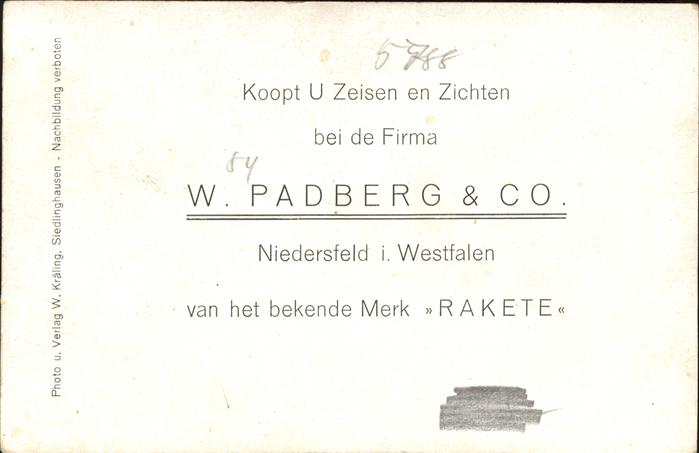 5788
Koopt U Zeisen en Zichten
bei de Firma
84
W. PADBERG & CO.
Niedersfeld i. Westfalen
van het bekende Merk »RAKETE«
Photo u. Verlag W. Kräling, Siedlinghausen - Nachbildung verboten